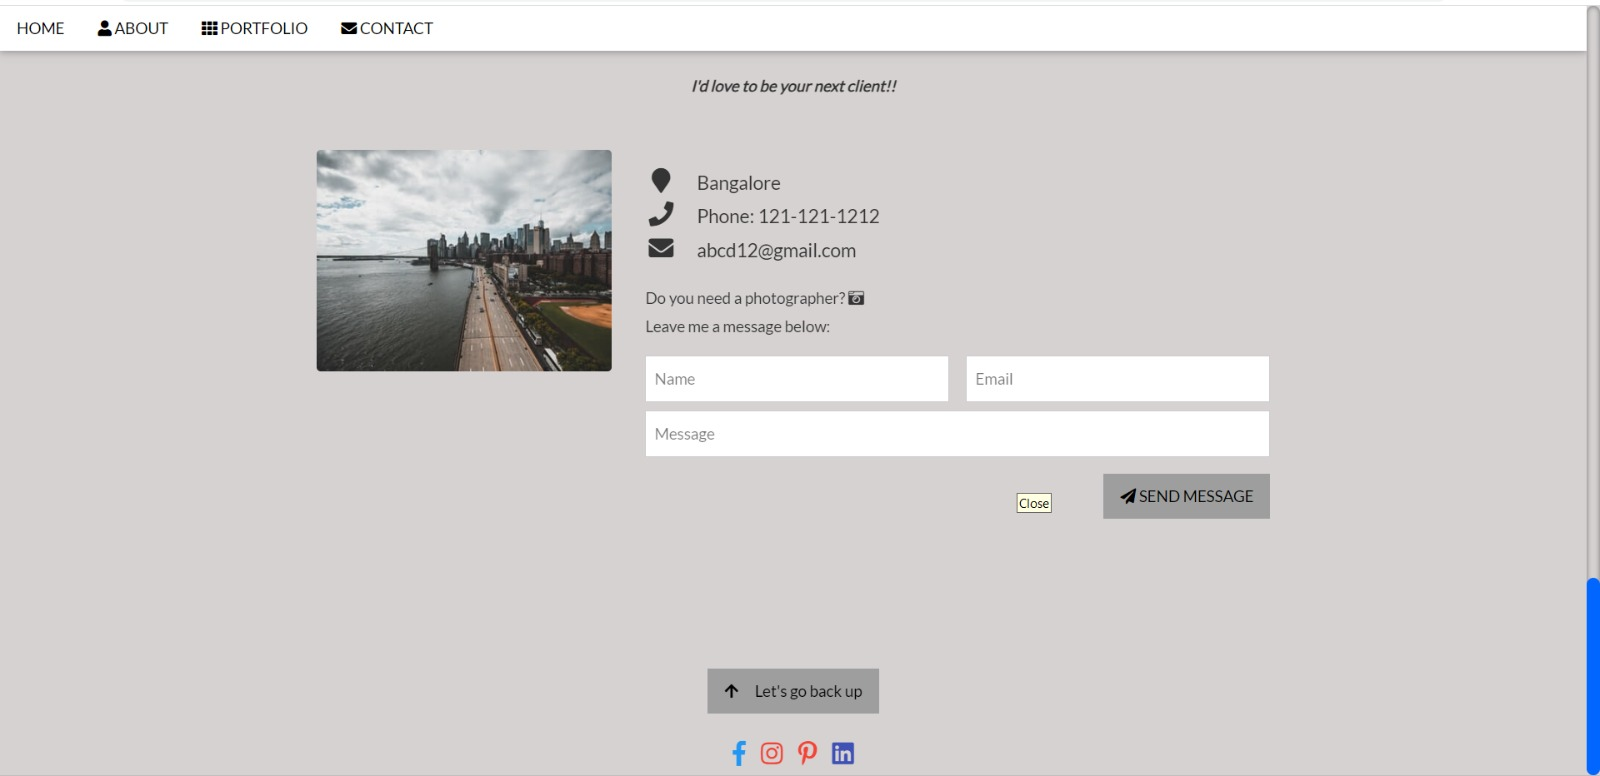 HOME ABOUT PORTFOLIO CONTACT
I'd love to be your next client!!
Bangalore
Phone: 121-121-1212
abcd12@gmail.com
Do you need a photographer?
Leave me a message below:
Name Email
Message
Close
SEND MESSAGE
Let's go back up